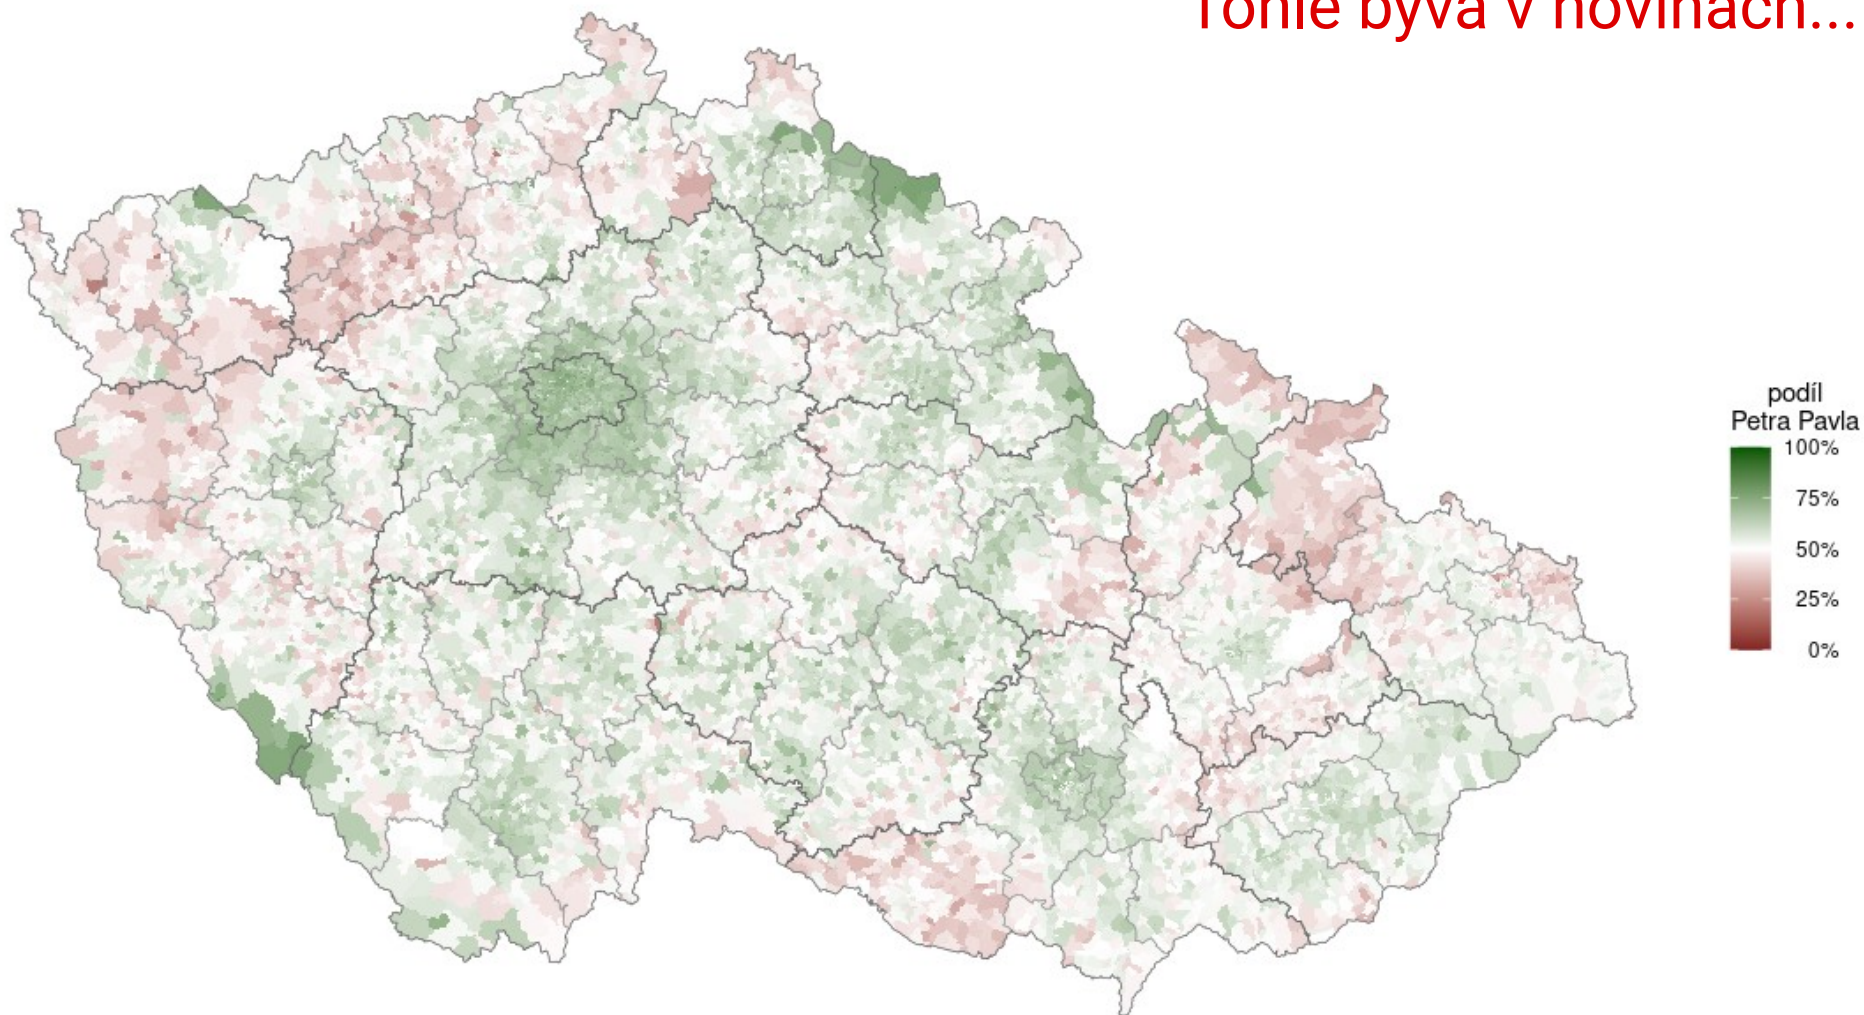 Tohle bývá v novinách...
podíl
Petra Pavla
100%
75%
50%
25%
0%